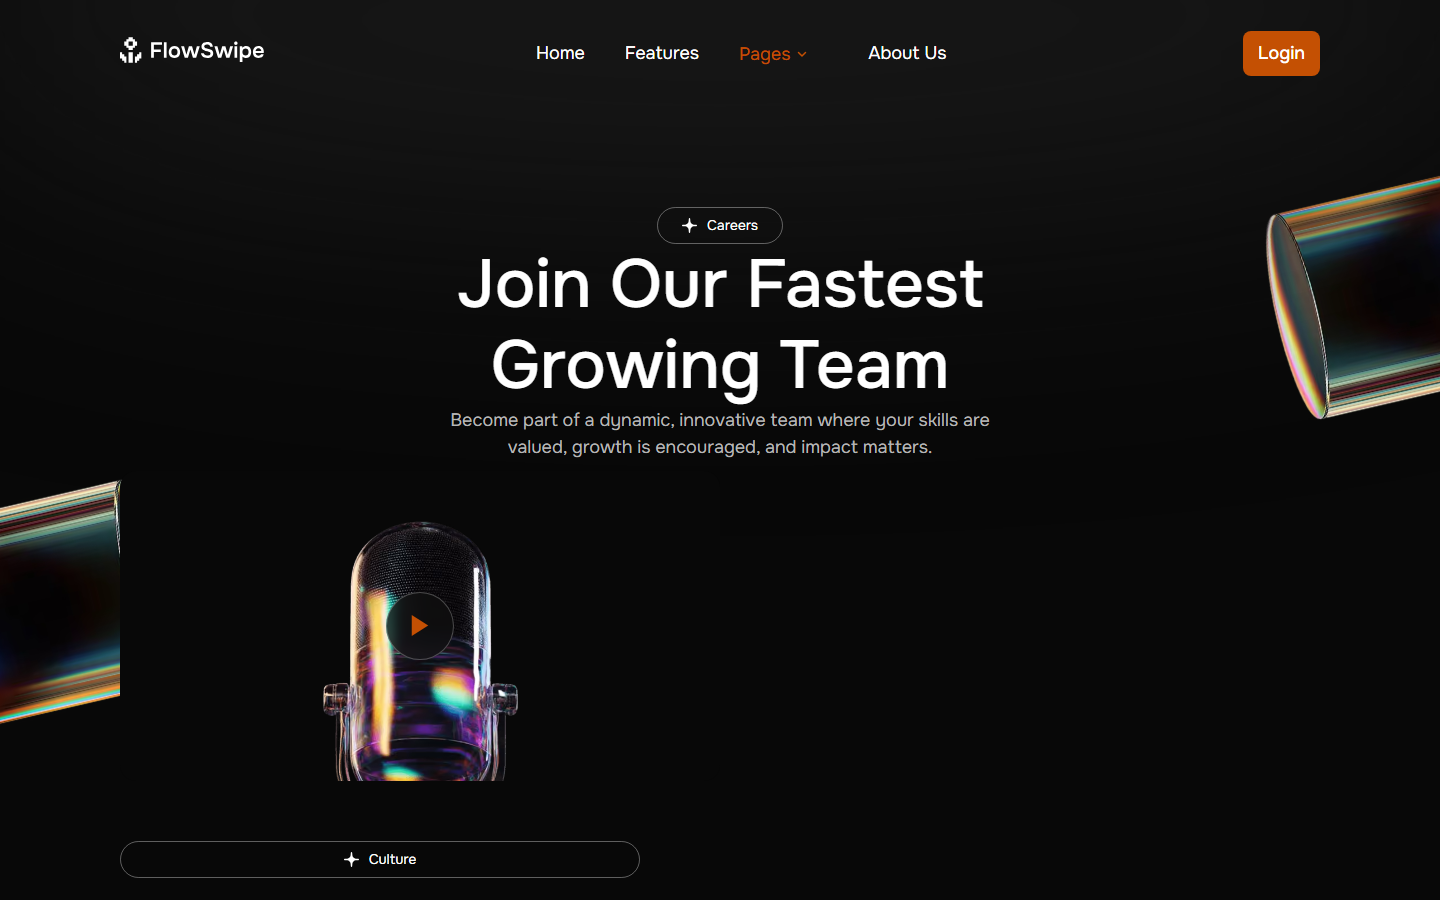 FlowSwipe
Home
Features
Pages
About Us
Login
Careers
Join Our Fastest
Growing Team
Become part of a dynamic, innovative team where your skills are
valued, growth is encouraged, and impact matters.
Culture